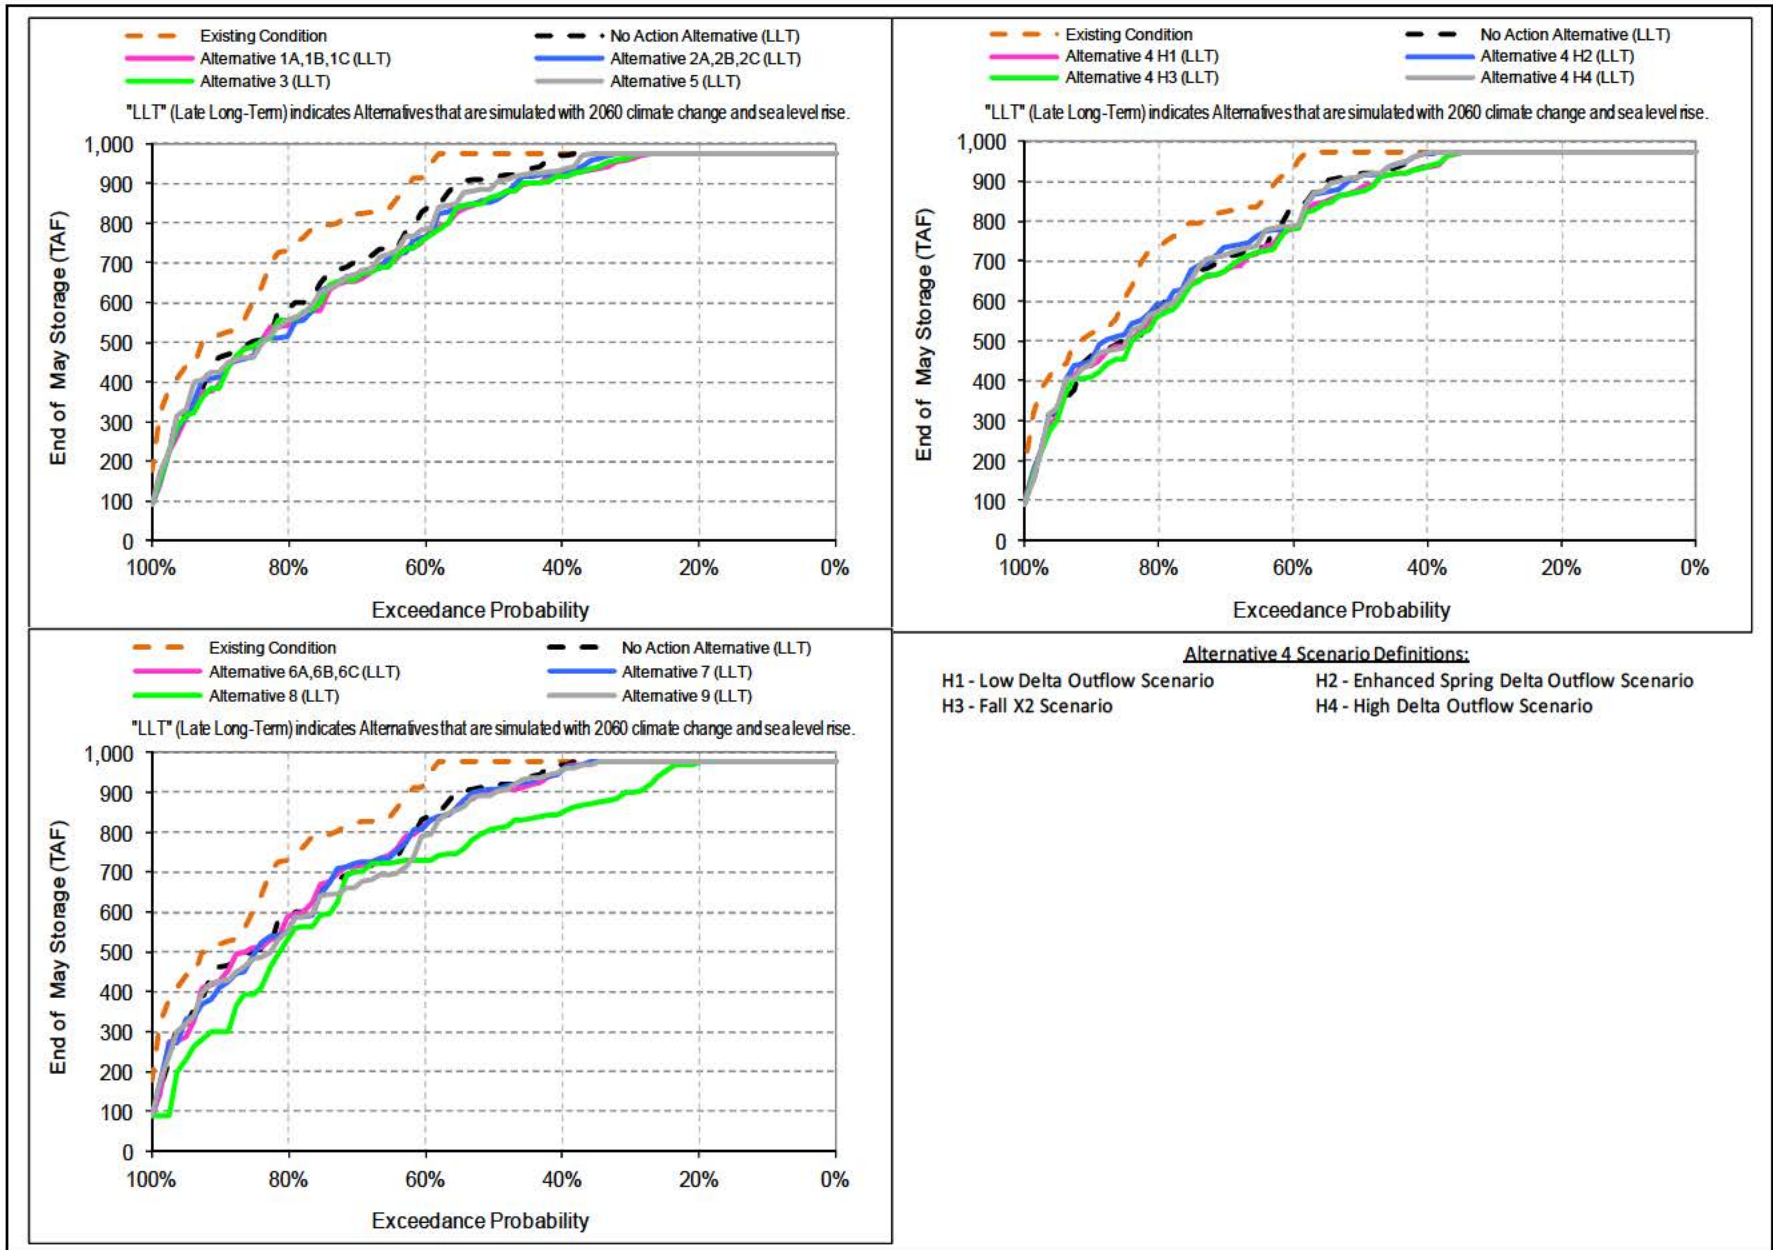 Existing Condition No Action Alternative (LLT)
Alternative 1A,1B,1C (LLT) Alternative 2A,2B,2C (LLT)
Alternative 3 (LLT) Alternative 5 (LLT)
"LLT" (Late Long-Term) indicates Alternatives that are simulated with 2060 climate change and sea level rise.
1,000
900
800
700
600
500
400
300
200
100
0
End of May Storage (TAF)
100% 80% 60% 40% 20% 0%
Exceedance Probability
Existing Condition No Action Alternative (LLT)
Alternative 4 H1 (LLT) Alternative 4 H2 (LLT)
Alternative 4 H3 (LLT) Alternative 4 H4 (LLT)
"LLT" (Late Long-Term) indicates Alternatives that are simulated with 2060 climate change and sea level rise.
1,000
900
800
700
600
500
400
300
200
100
0
End of May Storage (TAF)
100% 80% 60% 40% 20% 0%
Exceedance Probability
Existing Condition No Action Alternative (LLT)
Alternative 6A,6B,6C (LLT) Alternative 7 (LLT)
Alternative 8 (LLT) Alternative 9 (LLT)
"LLT" (Late Long-Term) indicates Alternatives that are simulated with 2060 climate change and sea level rise.
1,000
900
800
700
600
500
400
300
200
100
0
End of May Storage (TAF)
100% 80% 60% 40% 20% 0%
Exceedance Probability
Alternative 4 Scenario Definitions:
H1 - Low Delta Outflow Scenario H2 - Enhanced Spring Delta Outflow Scenario
H3 - Fall X2 Scenario H4 - High Delta Outflow Scenario